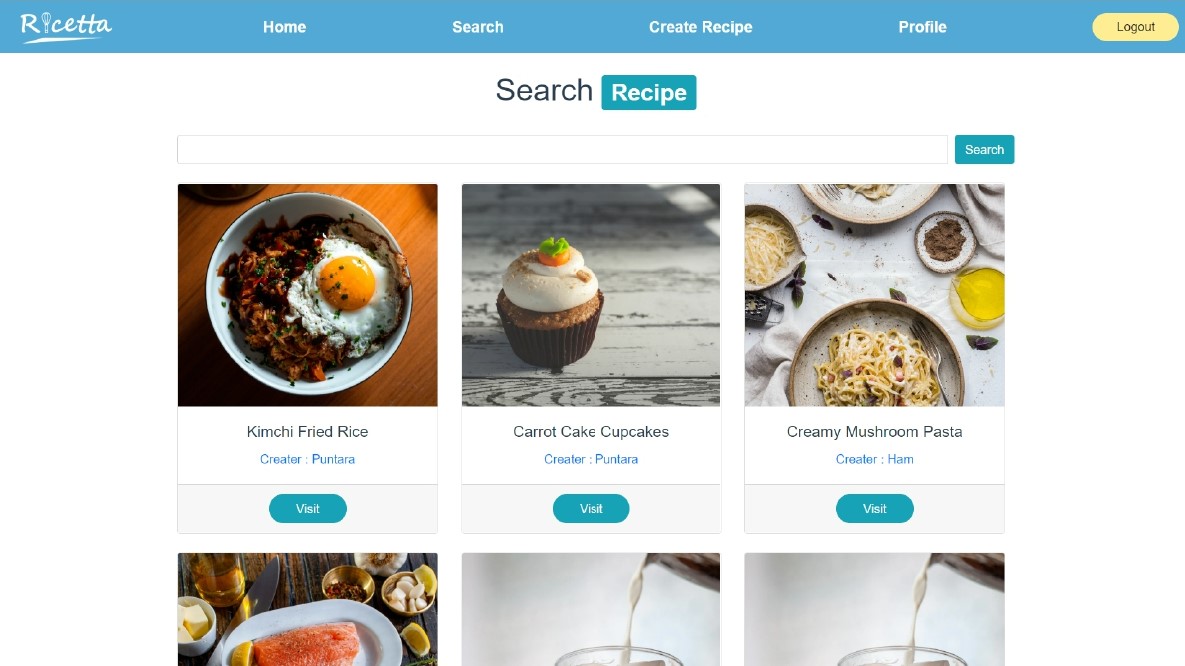 Ricetta Home Search Create Recipe Profile Logout
Search Recipe
Search
Kimchi Fried Rice
Creater : Puntara
Visit
Carrot Cake Cupcakes
Creater : Puntara
Visit
Creamy Mushroom Pasta
Creater : Ham
Visit